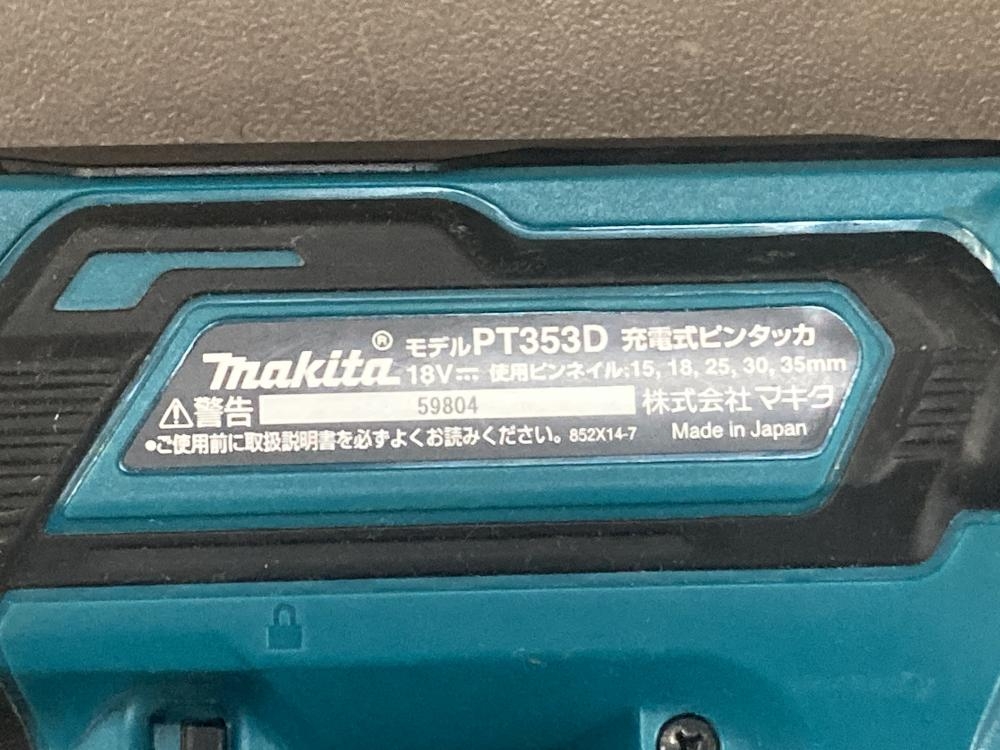 makita® モデルPT353D 充電式ピンタッカ
18V⎓ 使用ピンネイル:15, 18, 25, 30, 35mm
⚠警告 59804 株式会社 マキタ
●ご使用前に取扱説明書を必ずよくお読みください。 852X14-7 Made in Japan